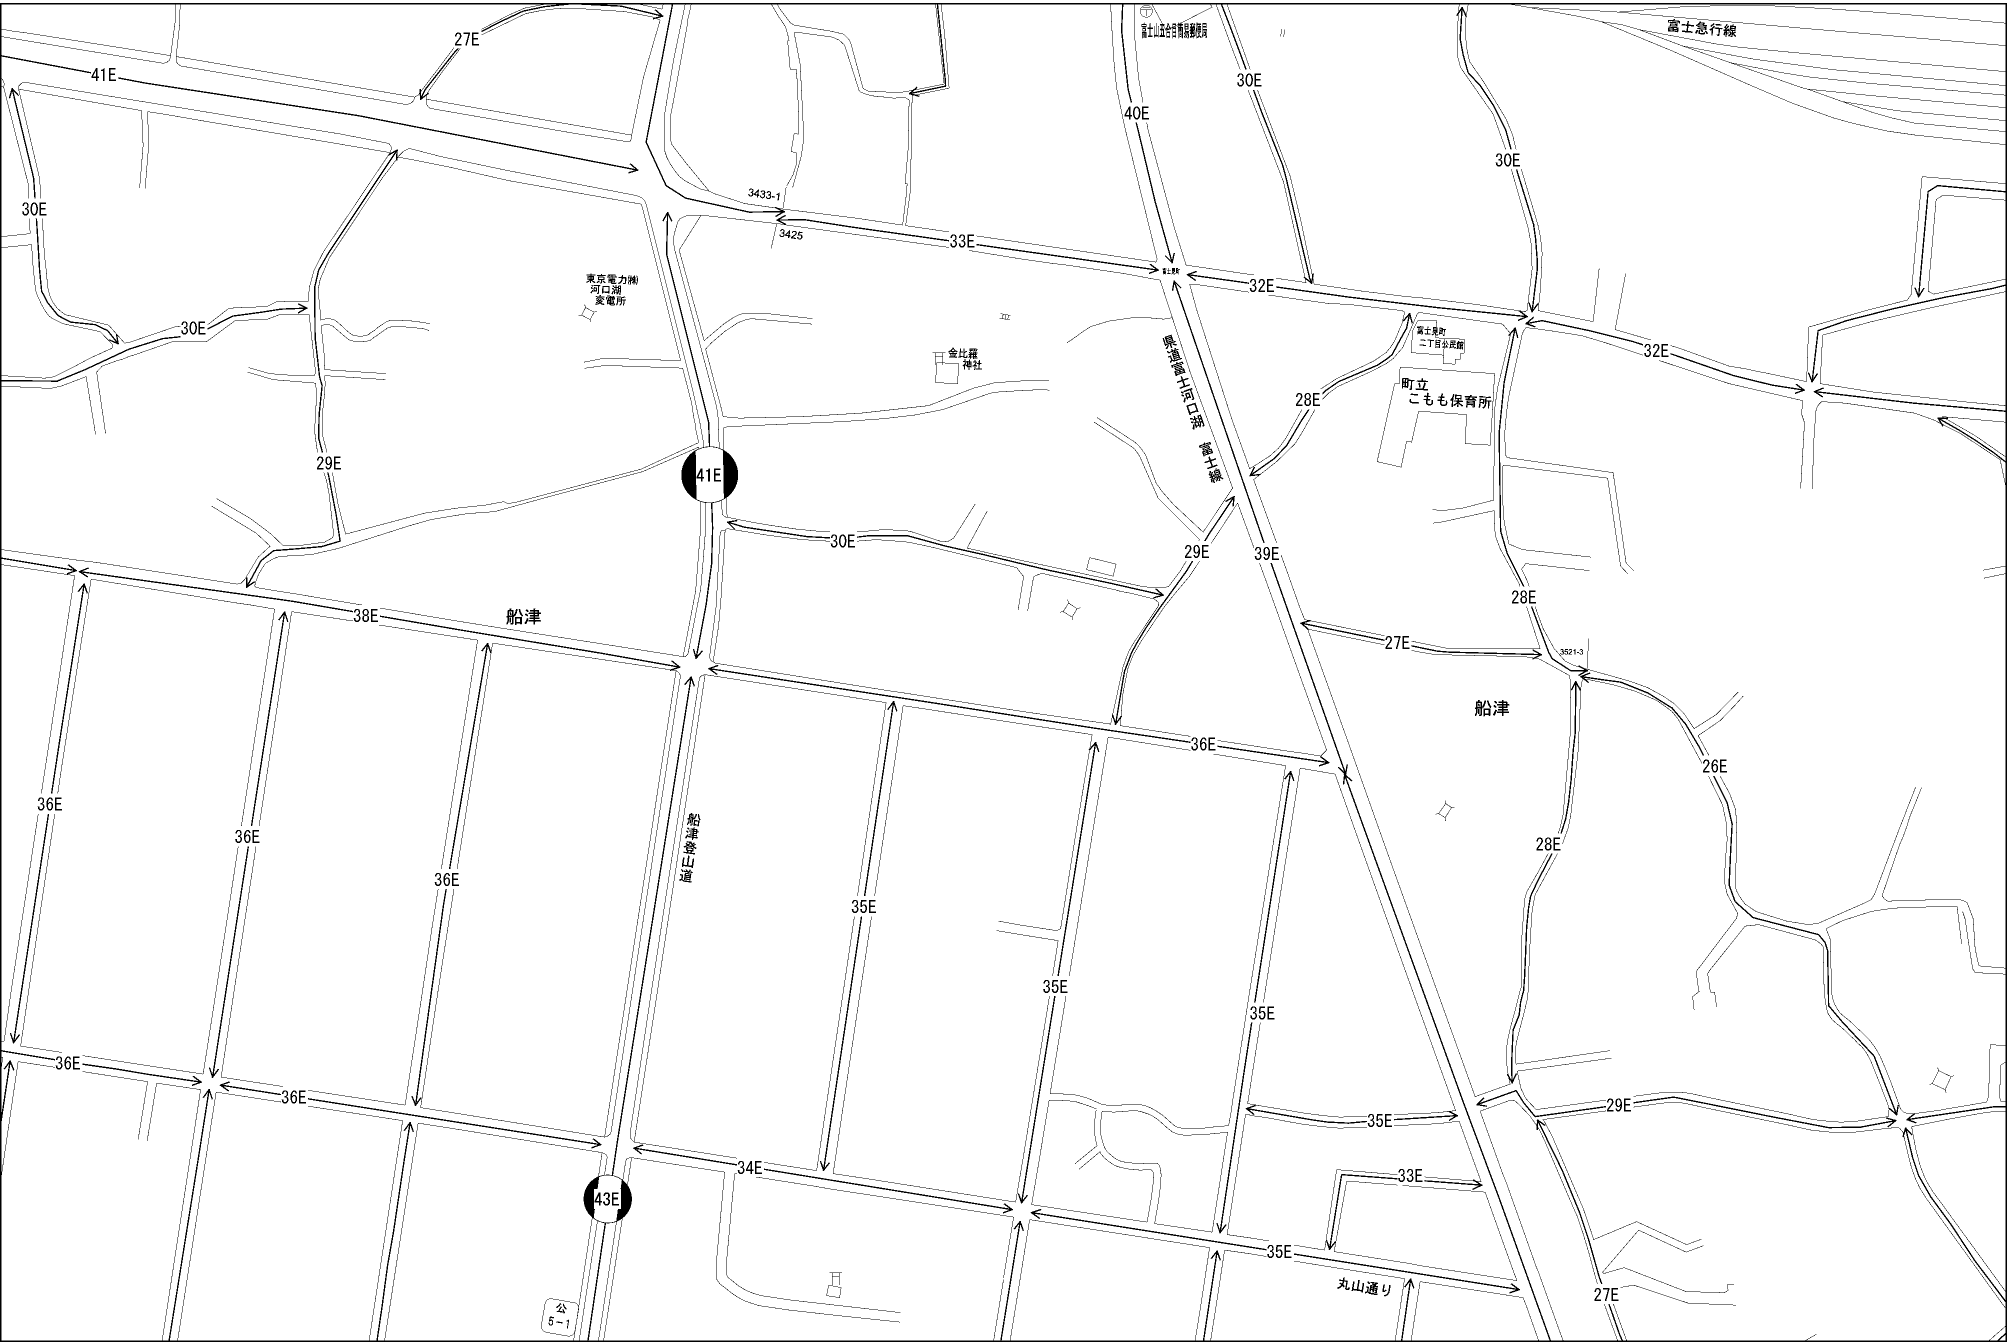 富士急行線
富士山五合目簡易郵便局
27E
41E
30E
40E
30E
30E
3433-1
3425
33E
富士見町
32E
東京電力㈱
河口湖
変電所
30E
富士見町
二丁目公民館
32E
金比羅
神社
県道富士河口湖 富士線
町立
こもも保育所
28E
29E
41E
30E
29E
39E
28E
38E
船津
27E
3521-3
船津
36E
26E
36E
36E
36E
船津登山道
28E
35E
35E
35E
36E
36E
35E
29E
34E
33E
43E
35E
丸山通り
27E
公
5-1